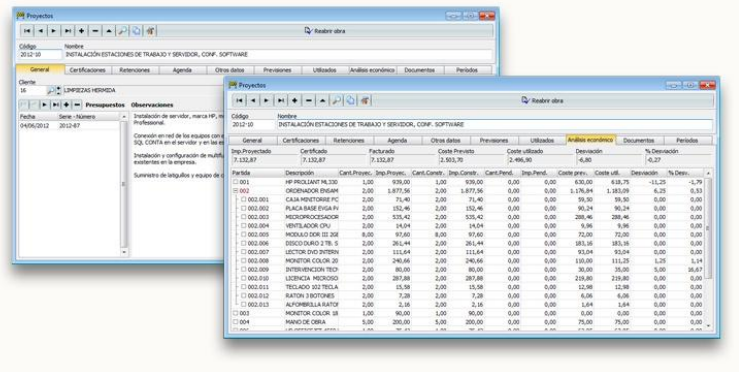 Proyectos
Reabrir obra
Código Nombre
2012-10 INSTALACIÓN ESTACIONES DE TRABAJO Y SERVIDOR, CONF. SOFTWARE
General Certificaciones Retenciones Agenda Otros datos Previsiones Utilizados Análisis económico Documentos Períodos
Cliente
16 LIMPIEZAS HERMIDA
Presupuestos Observaciones
Fecha Serie - Número
04/06/2012 2012-87
Instalación de servidor, marca HP, m
Professional.
Conexión en red de los equipos con e
SQL CONTA en el servidor y en las es
Instalación y configuración de multifu
existentes en la empresa.
Suministro de latiguillos y equipo de c
Proyectos
Reabrir obra
Código Nombre
2012-10 INSTALACIÓN ESTACIONES DE TRABAJO Y SERVIDOR, CONF. SOFTWARE
General Certificaciones Retenciones Agenda Otros datos Previsiones Utilizados Análisis económico Documentos Períodos
Imp.Proyectado Certificado Facturado Coste Previsto Coste utilizado Desviación % Desviación
7.132,87 7.132,87 7.132,87 2.503,70 2.496,90 -6,80 -0,27
Partida Descripción Cant.Proyec. Imp.Proyec. Cant.Constr. Imp.Constr. Cant.Pend. Imp.Pend. Coste prev. Coste util. Desviación % Desv.
001 HP PROLIANT ML330 1,00 939,00 1,00 939,00 0,00 0,00 630,00 618,75 -11,25 -1,79
002 ORDENADOR ENSAM 2,00 1.877,56 2,00 1.877,56 0,00 0,00 1.176,84 1.183,09 6,25 0,53
002.001 CAJA MINITORRE PC 2,00 71,40 2,00 71,40 0,00 0,00 59,50 59,50 0,00 0,00
002.002 PLACA BASE EVGA P 2,00 152,46 2,00 152,46 0,00 0,00 90,24 90,24 0,00 0,00
002.003 MICROPROCESADOR 2,00 535,42 2,00 535,42 0,00 0,00 288,46 288,46 0,00 0,00
002.004 VENTILADOR CPU 2,00 14,04 2,00 14,04 0,00 0,00 9,96 9,96 0,00 0,00
002.005 MODULO DDR III 2GB 8,00 97,60 8,00 97,60 0,00 0,00 72,00 72,00 0,00 0,00
002.006 DISCO DURO 2 TB. S 2,00 261,44 2,00 261,44 0,00 0,00 183,16 183,16 0,00 0,00
002.007 LECTOR DVD INTERN 2,00 111,64 2,00 111,64 0,00 0,00 93,04 93,04 0,00 0,00
002.008 MONITOR COLOR 20 2,00 240,66 2,00 240,66 0,00 0,00 110,00 111,25 1,25 1,14
002.009 INTERVENCION TECN 2,00 80,00 2,00 80,00 0,00 0,00 30,00 35,00 5,00 16,67
002.010 LICENCIA MICROSO 2,00 287,88 2,00 287,88 0,00 0,00 219,80 219,80 0,00 0,00
002.011 TECLADO 102 TECLA 2,00 15,58 2,00 15,58 0,00 0,00 12,98 12,98 0,00 0,00
002.012 RATON 3 BOTONES 2,00 7,28 2,00 7,28 0,00 0,00 6,06 6,06 0,00 0,00
002.013 ALFOMBRILLA RATON 2,00 2,16 2,00 2,16 0,00 0,00 1,64 1,64 0,00 0,00
003 MONITOR COLOR 18 1,00 90,00 1,00 90,00 0,00 0,00 0,00 0,00 0,00 0,00
004 MANO DE OBRA 5,00 200,00 5,00 200,00 0,00 0,00 75,00 75,00 0,00 0,00